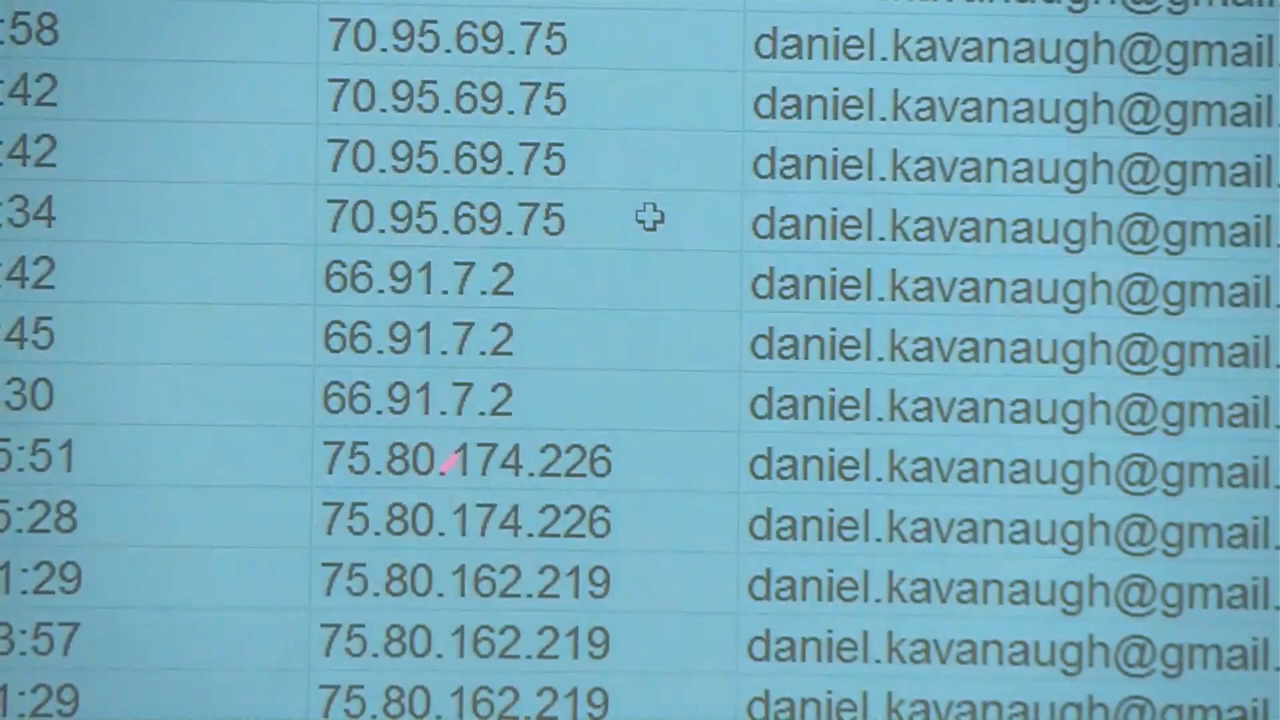 kavanaugh@gmail.
:58 70.95.69.75 daniel.kavanaugh@gmail.
:42 70.95.69.75 daniel.kavanaugh@gmail.
:42 70.95.69.75 daniel.kavanaugh@gmail.
:34 70.95.69.75 daniel.kavanaugh@gmail.
:42 66.91.7.2 daniel.kavanaugh@gmail.
:45 66.91.7.2 daniel.kavanaugh@gmail.
:30 66.91.7.2 daniel.kavanaugh@gmail.
5:51 75.80.174.226 daniel.kavanaugh@gmail.
5:28 75.80.174.226 daniel.kavanaugh@gmail.
1:29 75.80.162.219 daniel.kavanaugh@gmail.
3:57 75.80.162.219 daniel.kavanaugh@gmail.
1:29 75.80.162.219 daniel.kavanaugh@gmail.